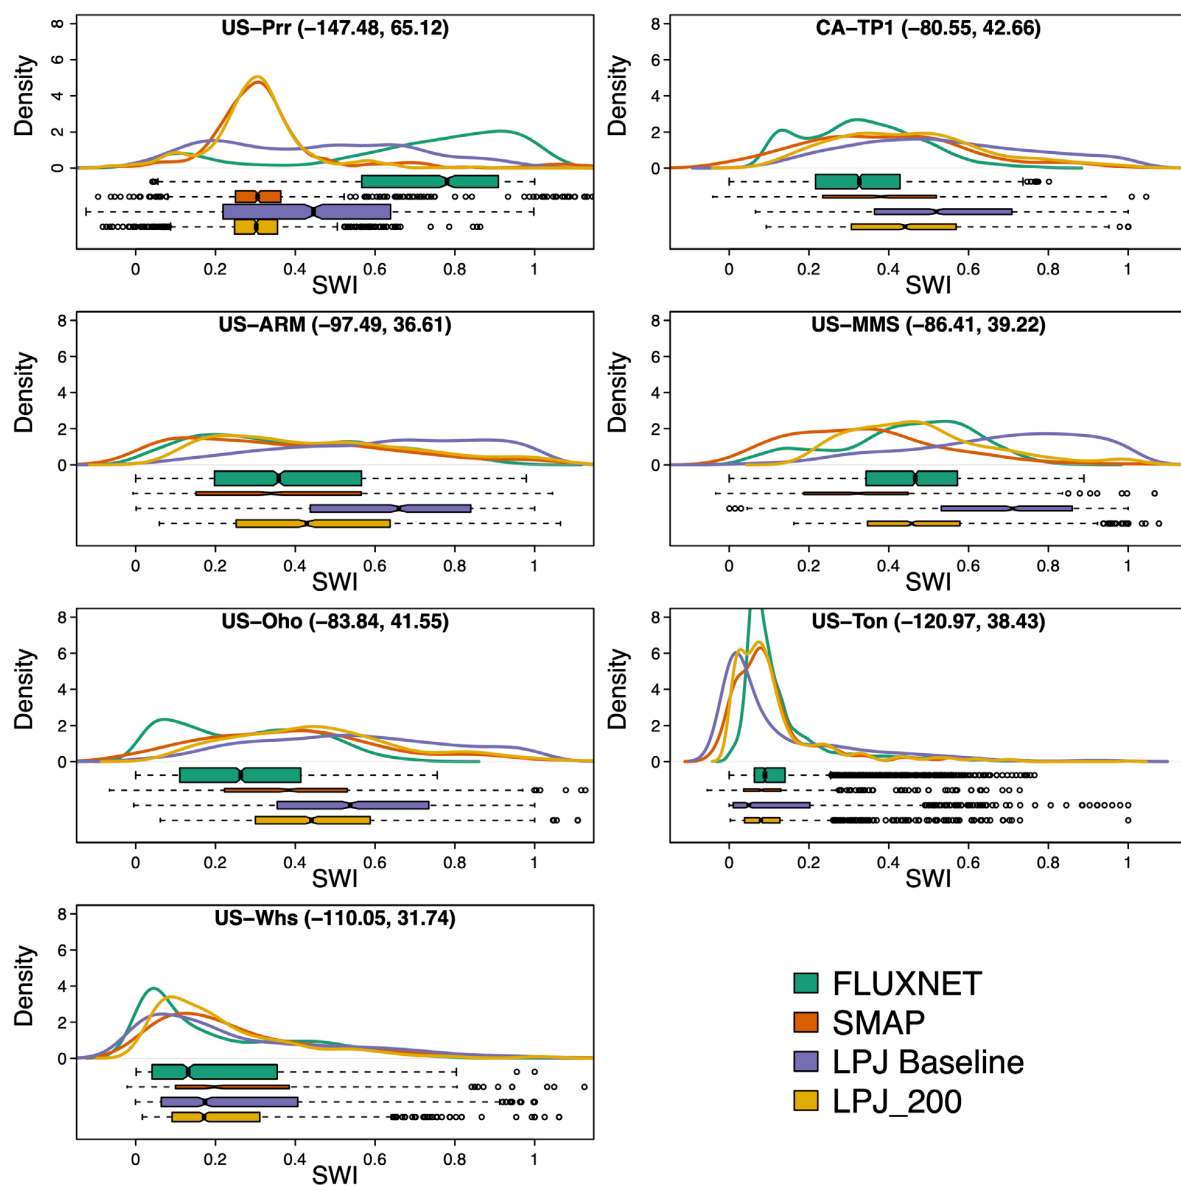 US−Prr (−147.48, 65.12)
Density
8
6
4
2
0
0 0.2 0.4 0.6 0.8 1
SWI
CA−TP1 (−80.55, 42.66)
Density
8
6
4
2
0
0 0.2 0.4 0.6 0.8 1
SWI
US−ARM (−97.49, 36.61)
Density
8
6
4
2
0
0 0.2 0.4 0.6 0.8 1
SWI
US−MMS (−86.41, 39.22)
Density
8
6
4
2
0
0 0.2 0.4 0.6 0.8 1
SWI
US−Oho (−83.84, 41.55)
Density
8
6
4
2
0
0 0.2 0.4 0.6 0.8 1
SWI
US−Ton (−120.97, 38.43)
Density
8
6
4
2
0
0 0.2 0.4 0.6 0.8 1
SWI
US−Whs (−110.05, 31.74)
Density
8
6
4
2
0
0 0.2 0.4 0.6 0.8 1
SWI
FLUXNET
SMAP
LPJ Baseline
LPJ_200